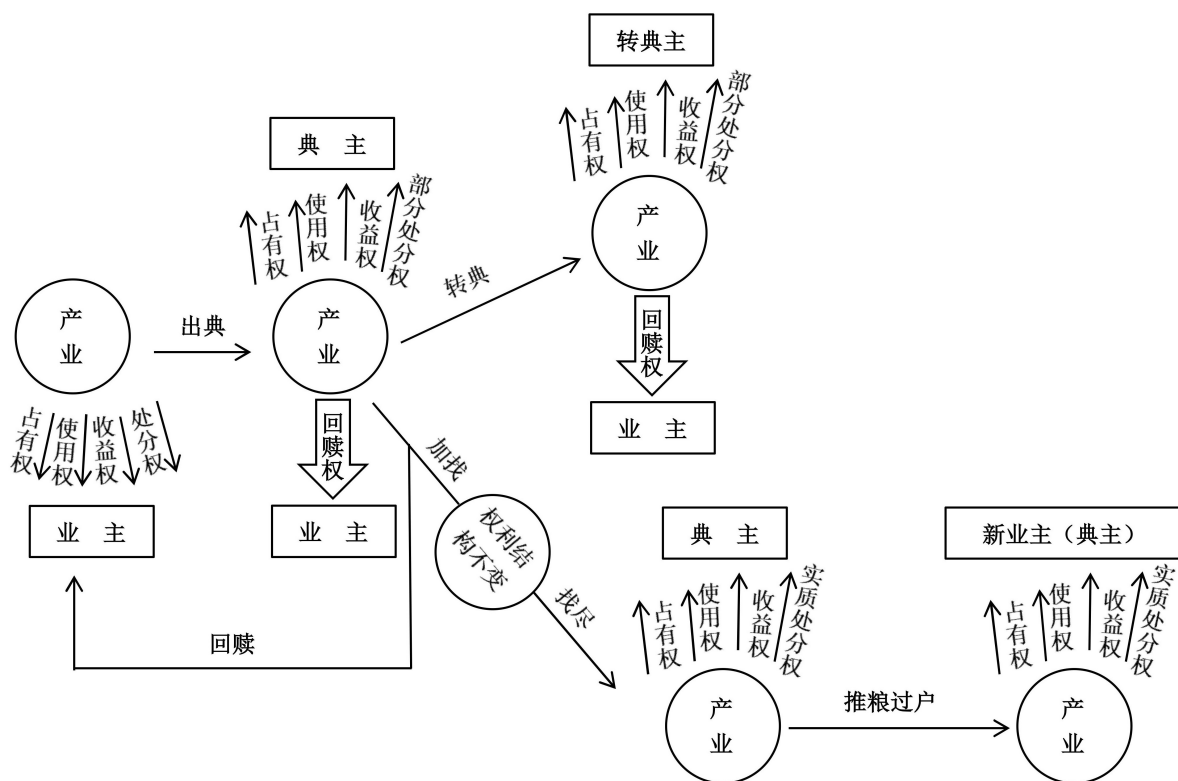 转典主
占有权
使用权
收益权
部分处分权
产业
回赎权
业 主
典 主
占有权
使用权
收益权
部分处分权
产业
转典
回赎权
业 主
产业
出典
占有权
使用权
收益权
处分权
业 主
回赎
加找
权利结
构不变
找尽
典 主
占有权
使用权
收益权
实质处分权
产业
推粮过户
新业主（典主）
占有权
使用权
收益权
实质处分权
产业